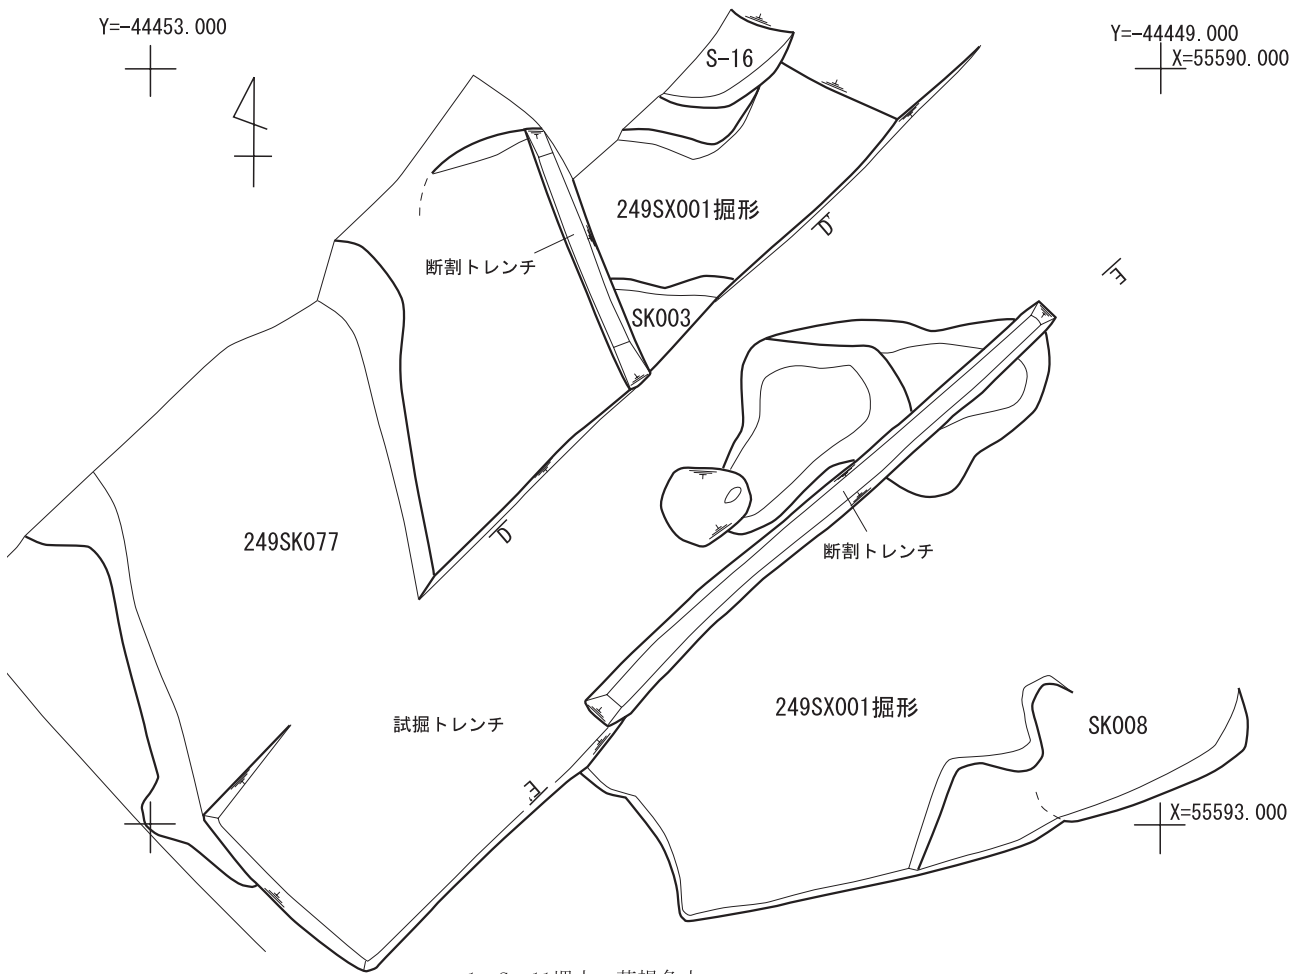 Y=-44453.000
Y=-44449.000
X=55590.000
S-16
249SX001掘形
D
断割トレンチ
E
SK003
249SK077
D
断割トレンチ
249SX001掘形
試掘トレンチ
SK008
E
X=55593.000